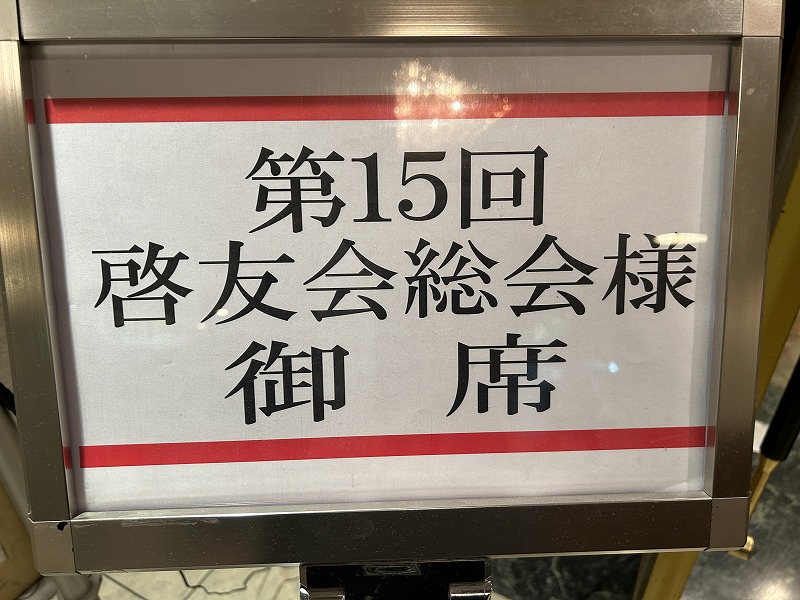 第15回
啓友会総会様
御　席